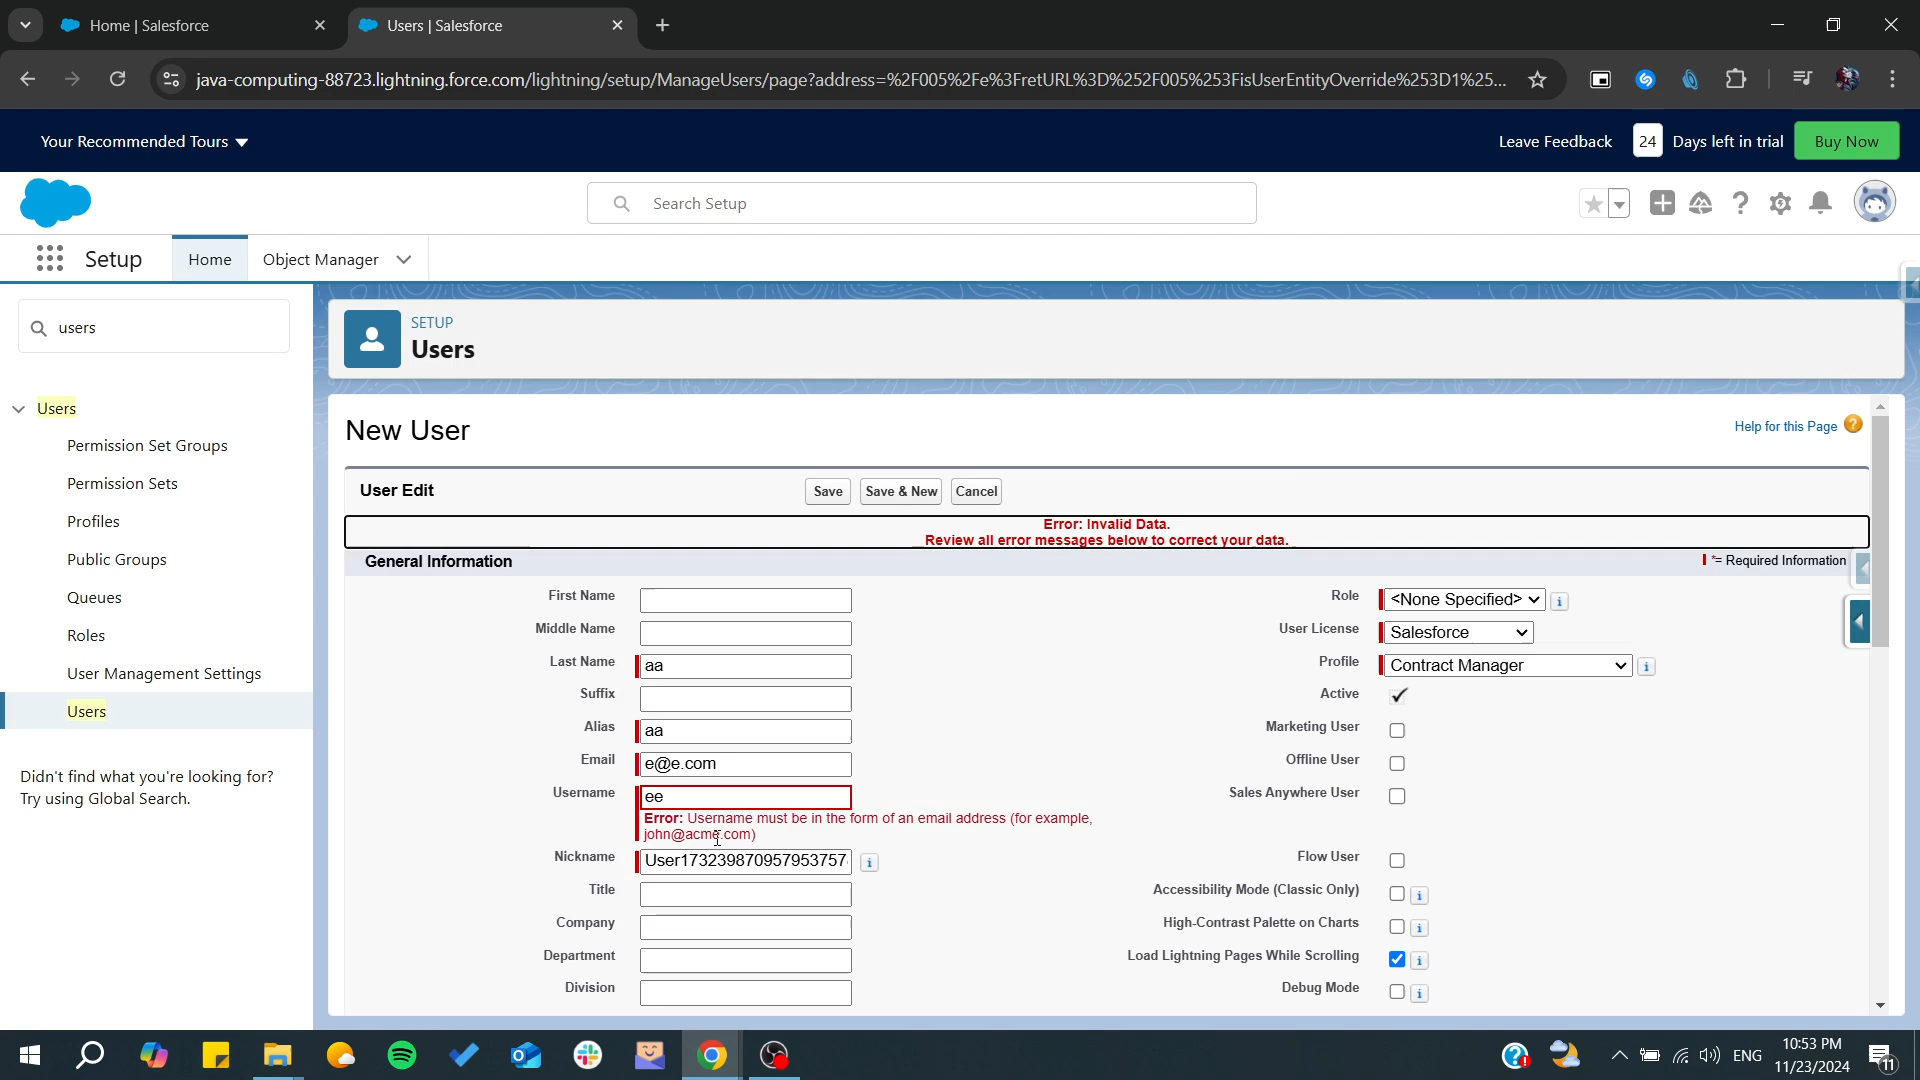 Home | Salesforce
Users | Salesforce
java-computing-88723.lightning.force.com/lightning/setup/ManageUsers/page?address=%2F005%2Fe%3FretURL%3D%252F005%253FisUserEntityOverride%253D1%25...
Your Recommended Tours
Leave Feedback
24
Days left in trial
Buy Now
Search Setup
Setup
Home
Object Manager
users
SETUP
Users
Users
Permission Set Groups
Permission Sets
Profiles
Public Groups
Queues
Roles
User Management Settings
Users
Didn't find what you're looking for?
Try using Global Search.
New User
Help for this Page
User Edit
Save
Save & New
Cancel
Error: Invalid Data.
Review all error messages below to correct your data.
General Information
*= Required Information
First Name
Middle Name
Last Name aa
Suffix
Alias aa
Email e@e.com
Username ee
Error: Username must be in the form of an email address (for example,
john@acme.com)
Nickname User173239870957953757
Title
Company
Department
Division
Role <None Specified>
User License Salesforce
Profile Contract Manager
Active
Marketing User
Offline User
Sales Anywhere User
Flow User
Accessibility Mode (Classic Only)
High-Contrast Palette on Charts
Load Lightning Pages While Scrolling
Debug Mode
ENG
10:53 PM
11/23/2024
11